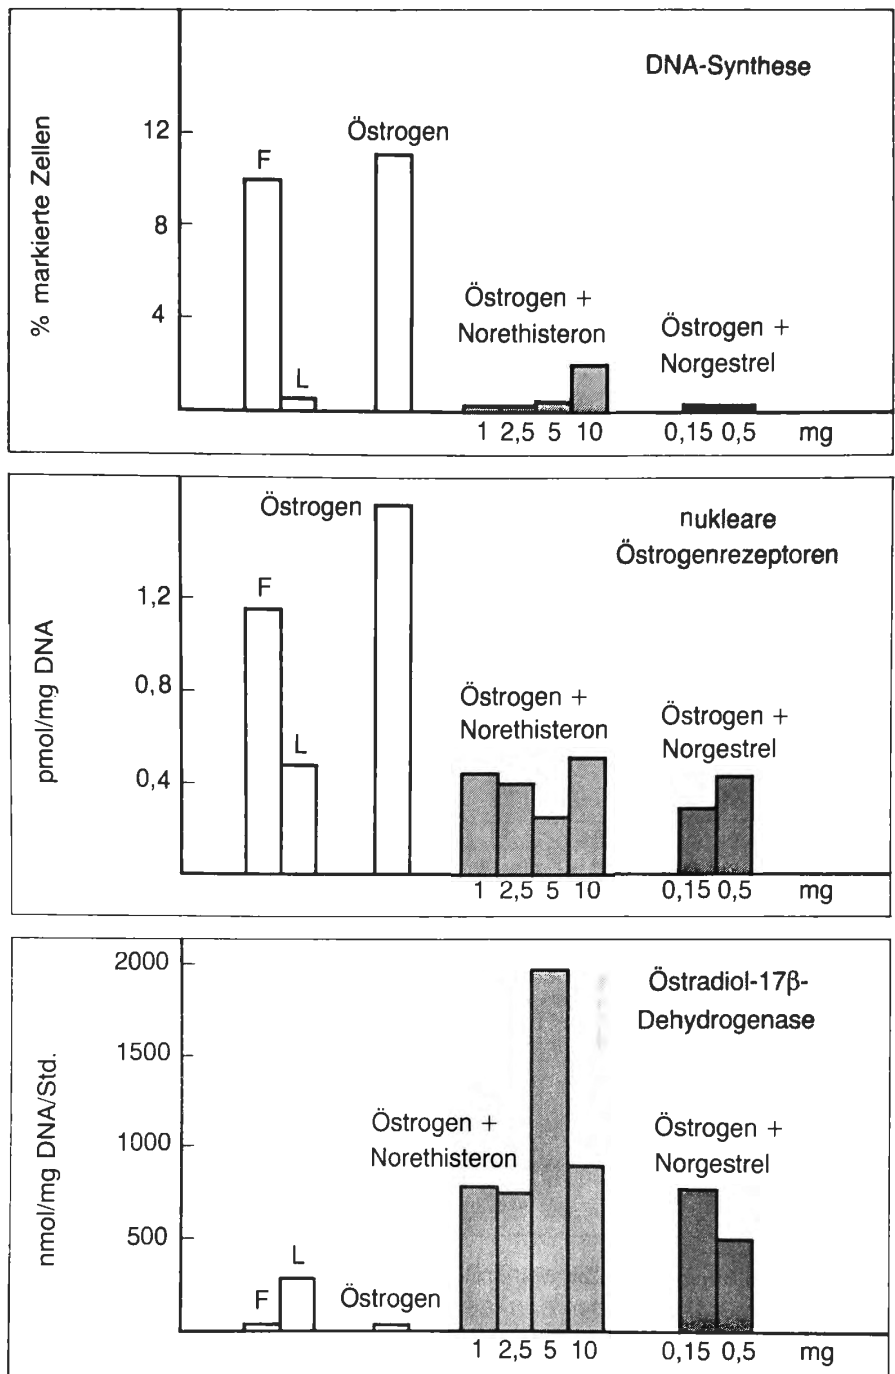 DNA-Synthese
% markierte Zellen
12
8
4
F
L
Östrogen
Östrogen +
Norethisteron
Östrogen +
Norgestrel
1 2,5 5 10 0,15 0,5 mg
nukleare
Östrogenrezeptoren
pmol/mg DNA
1,2
0,8
0,4
F
L
Östrogen
Östrogen +
Norethisteron
Östrogen +
Norgestrel
1 2,5 5 10 0,15 0,5 mg
Östradiol-17β-
Dehydrogenase
nmol/mg DNA/Std.
2000
1500
1000
500
F
L
Östrogen
Östrogen +
Norethisteron
Östrogen +
Norgestrel
1 2,5 5 10 0,15 0,5 mg